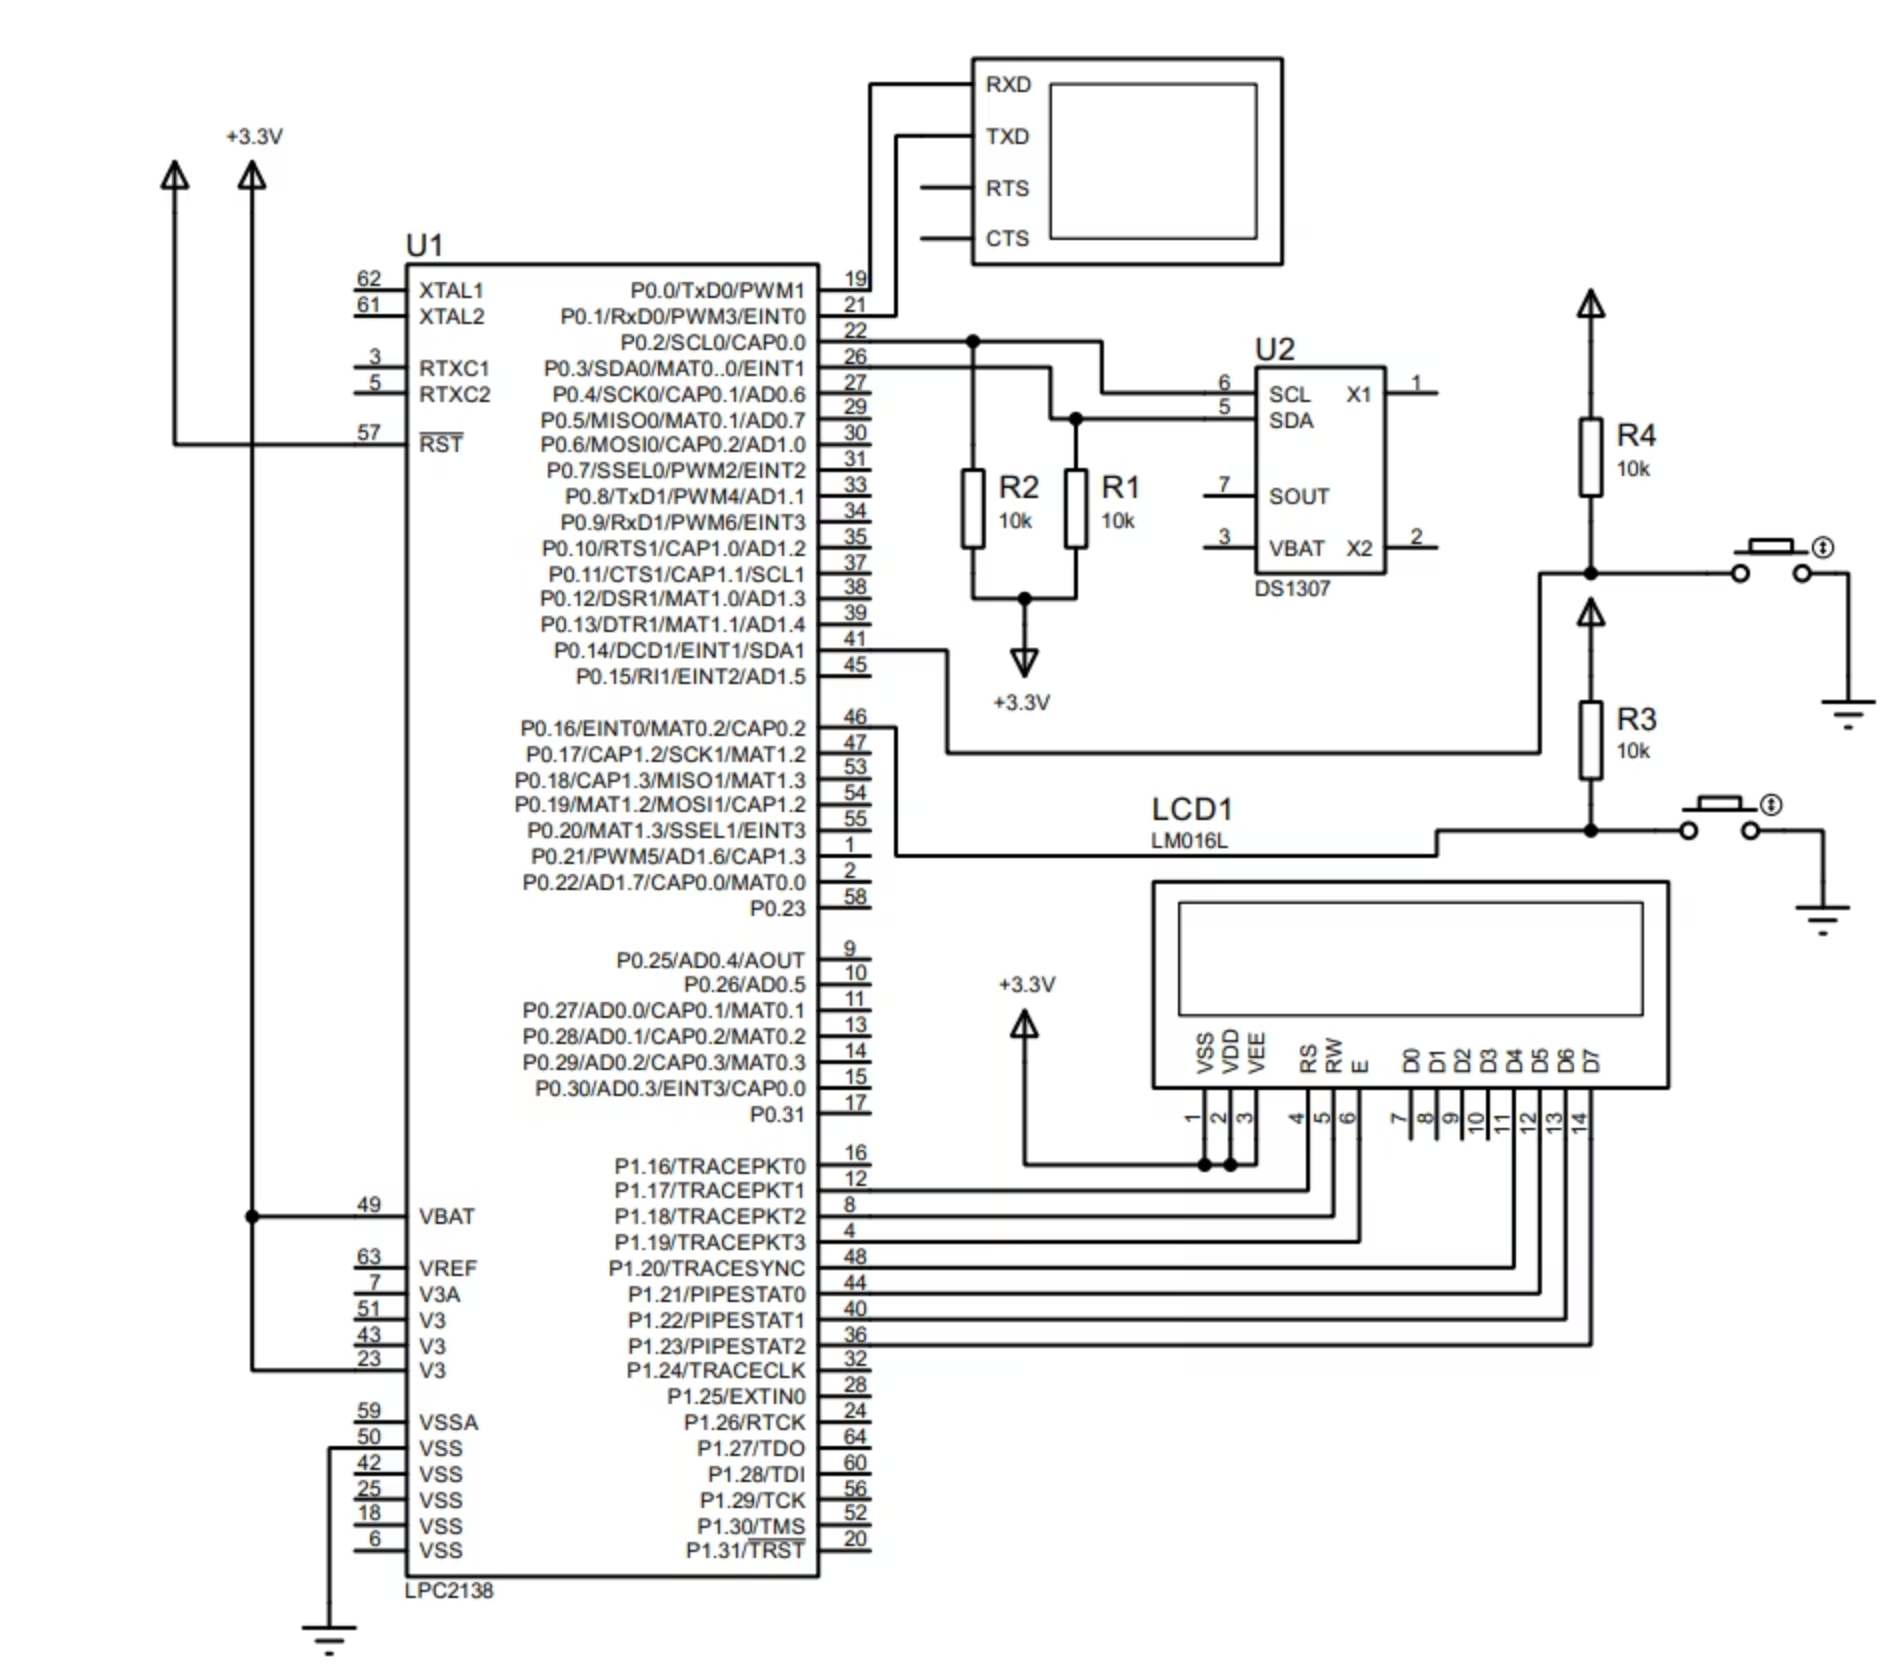 +3.3V
U1
62 XTAL1
61 XTAL2
3 RTXC1
5 RTXC2
57 RST
49 VBAT
63 VREF
7 V3A
51 V3
43 V3
23 V3
59 VSSA
50 VSS
42 VSS
25 VSS
18 VSS
6 VSS
P0.0/TxD0/PWM1 19
P0.1/RxD0/PWM3/EINT0 21
P0.2/SCL0/CAP0.0 22
P0.3/SDA0/MAT0..0/EINT1 26
P0.4/SCK0/CAP0.1/AD0.6 27
P0.5/MISO0/MAT0.1/AD0.7 29
P0.6/MOSI0/CAP0.2/AD1.0 30
P0.7/SSEL0/PWM2/EINT2 31
P0.8/TxD1/PWM4/AD1.1 33
P0.9/RxD1/PWM6/EINT3 34
P0.10/RTS1/CAP1.0/AD1.2 35
P0.11/CTS1/CAP1.1/SCL1 37
P0.12/DSR1/MAT1.0/AD1.3 38
P0.13/DTR1/MAT1.1/AD1.4 39
P0.14/DCD1/EINT1/SDA1 41
P0.15/RI1/EINT2/AD1.5 45
P0.16/EINT0/MAT0.2/CAP0.2 46
P0.17/CAP1.2/SCK1/MAT1.2 47
P0.18/CAP1.3/MISO1/MAT1.3 53
P0.19/MAT1.2/MOSI1/CAP1.2 54
P0.20/MAT1.3/SSEL1/EINT3 55
P0.21/PWM5/AD1.6/CAP1.3 1
P0.22/AD1.7/CAP0.0/MAT0.0 2
P0.23 58
P0.25/AD0.4/AOUT 9
P0.26/AD0.5 10
P0.27/AD0.0/CAP0.1/MAT0.1 11
P0.28/AD0.1/CAP0.2/MAT0.2 13
P0.29/AD0.2/CAP0.3/MAT0.3 14
P0.30/AD0.3/EINT3/CAP0.0 15
P0.31 17
P1.16/TRACEPKT0 16
P1.17/TRACEPKT1 12
P1.18/TRACEPKT2 8
P1.19/TRACEPKT3 4
P1.20/TRACESYNC 48
P1.21/PIPESTAT0 44
P1.22/PIPESTAT1 40
P1.23/PIPESTAT2 36
P1.24/TRACECLK 32
P1.25/EXTIN0 28
P1.26/RTCK 24
P1.27/TDO 64
P1.28/TDI 60
P1.29/TCK 56
P1.30/TMS 52
P1.31/TRST 20
LPC2138
RXD
TXD
RTS
CTS
U2
6 SCL X1 1
5 SDA
7 SOUT
3 VBAT X2 2
DS1307
R2
10k
R1
10k
+3.3V
R4
10k
R3
10k
LCD1
LM016L
+3.3V
VSS VDD VEE RS RW E D0 D1 D2 D3 D4 D5 D6 D7
1 2 3 4 5 6 7 8 9 10 11 12 13 14